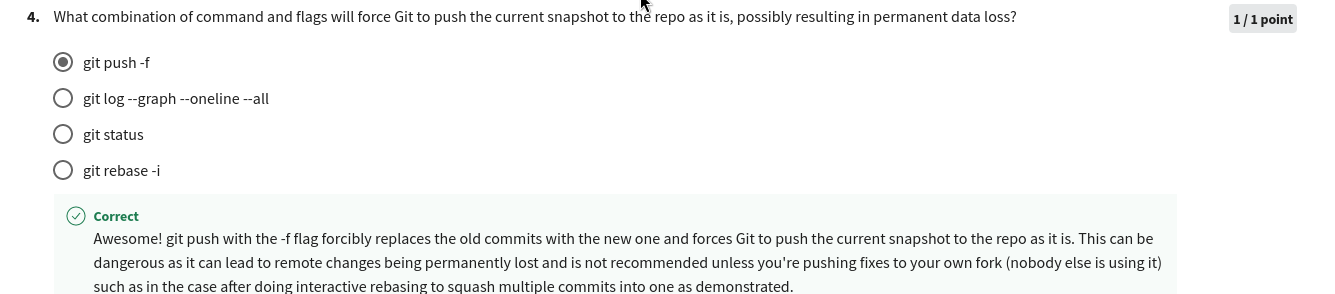 4. What combination of command and flags will force Git to push the current snapshot to the repo as it is, possibly resulting in permanent data loss?
1 / 1 point
git push -f
git log --graph --oneline --all
git status
git rebase -i
Correct
Awesome! git push with the -f flag forcibly replaces the old commits with the new one and forces Git to push the current snapshot to the repo as it is. This can be
dangerous as it can lead to remote changes being permanently lost and is not recommended unless you're pushing fixes to your own fork (nobody else is using it)
such as in the case after doing interactive rebasing to squash multiple commits into one as demonstrated.